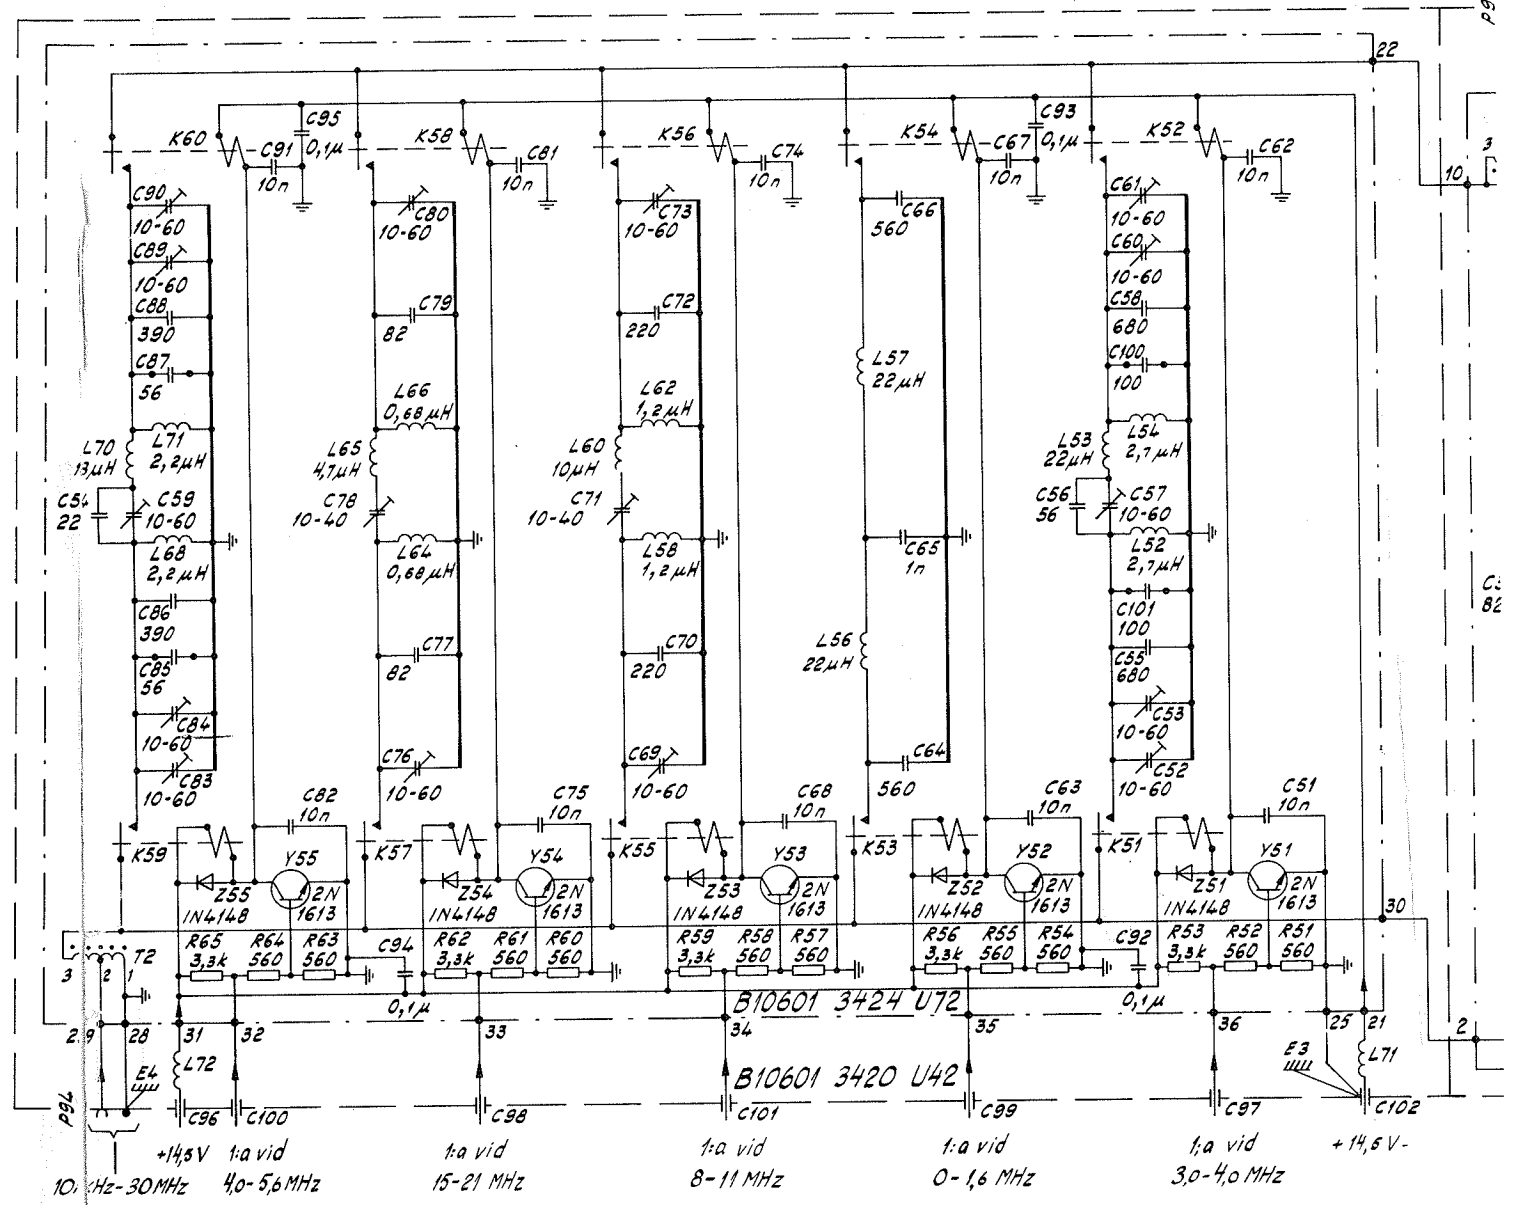 P9
22
K60
C95
0,1µ
C91
10n
K58
C81
10n
K56
C74
10n
K54
C93
0,1µ
C67
10n
K52
C62
10n
3
10
C90
10-60
C89
10-60
C88
390
C87
56
L70
13µH
L71
2,2µH
C54
22
C59
10-60
L68
2,2µH
C86
390
C85
56
C84
10-60
C83
10-60
C80
10-60
C79
82
L66
0,68µH
L65
4,7µH
C78
10-40
L64
0,68µH
C77
82
C76
10-60
C73
10-60
C72
220
L62
1,2µH
L60
10µH
C71
10-40
L58
1,2µH
C70
220
C69
10-60
C66
560
L57
22µH
C65
1n
L56
22µH
C64
560
C61
10-60
C60
10-60
C58
680
C100
100
L53
22µH
L54
2,7µH
C56
56
C57
10-60
L52
2,7µH
C101
100
C55
680
C53
10-60
C52
10-60
82
K59
C82
10n
Y55
Z55
2N
1613
1N4148
K57
C75
10n
Y54
Z54
2N
1613
1N4148
K55
C68
10n
Y53
Z53
2N
1613
1N4148
K53
C63
10n
Y52
Z52
2N
1613
1N4148
K51
C51
10n
Y51
Z51
2N
1613
1N4148
30
T2
3 2 1
R65
3,3k
R64
560
R63
560
C94
0,1µ
R62
3,3k
R61
560
R60
560
R59
3,3k
R58
560
R57
560
R56
3,3k
R55
560
R54
560
C92
0,1µ
R53
3,3k
R52
560
R51
560
B10601 3424 U72
29 28 31 32 33 34 35 36 25 21 2
E4
L72
B10601 3420 U42
E3
L71
P94
C96 C100 C98 C101 C99 C97 C102
+14,5V
1:a vid
4,0-5,6MHz
1:a vid
15-21 MHz
1:a vid
8-11 MHz
1:a vid
0-1,6 MHz
1:a vid
3,0-4,0MHz
+14,5V-
30MHz